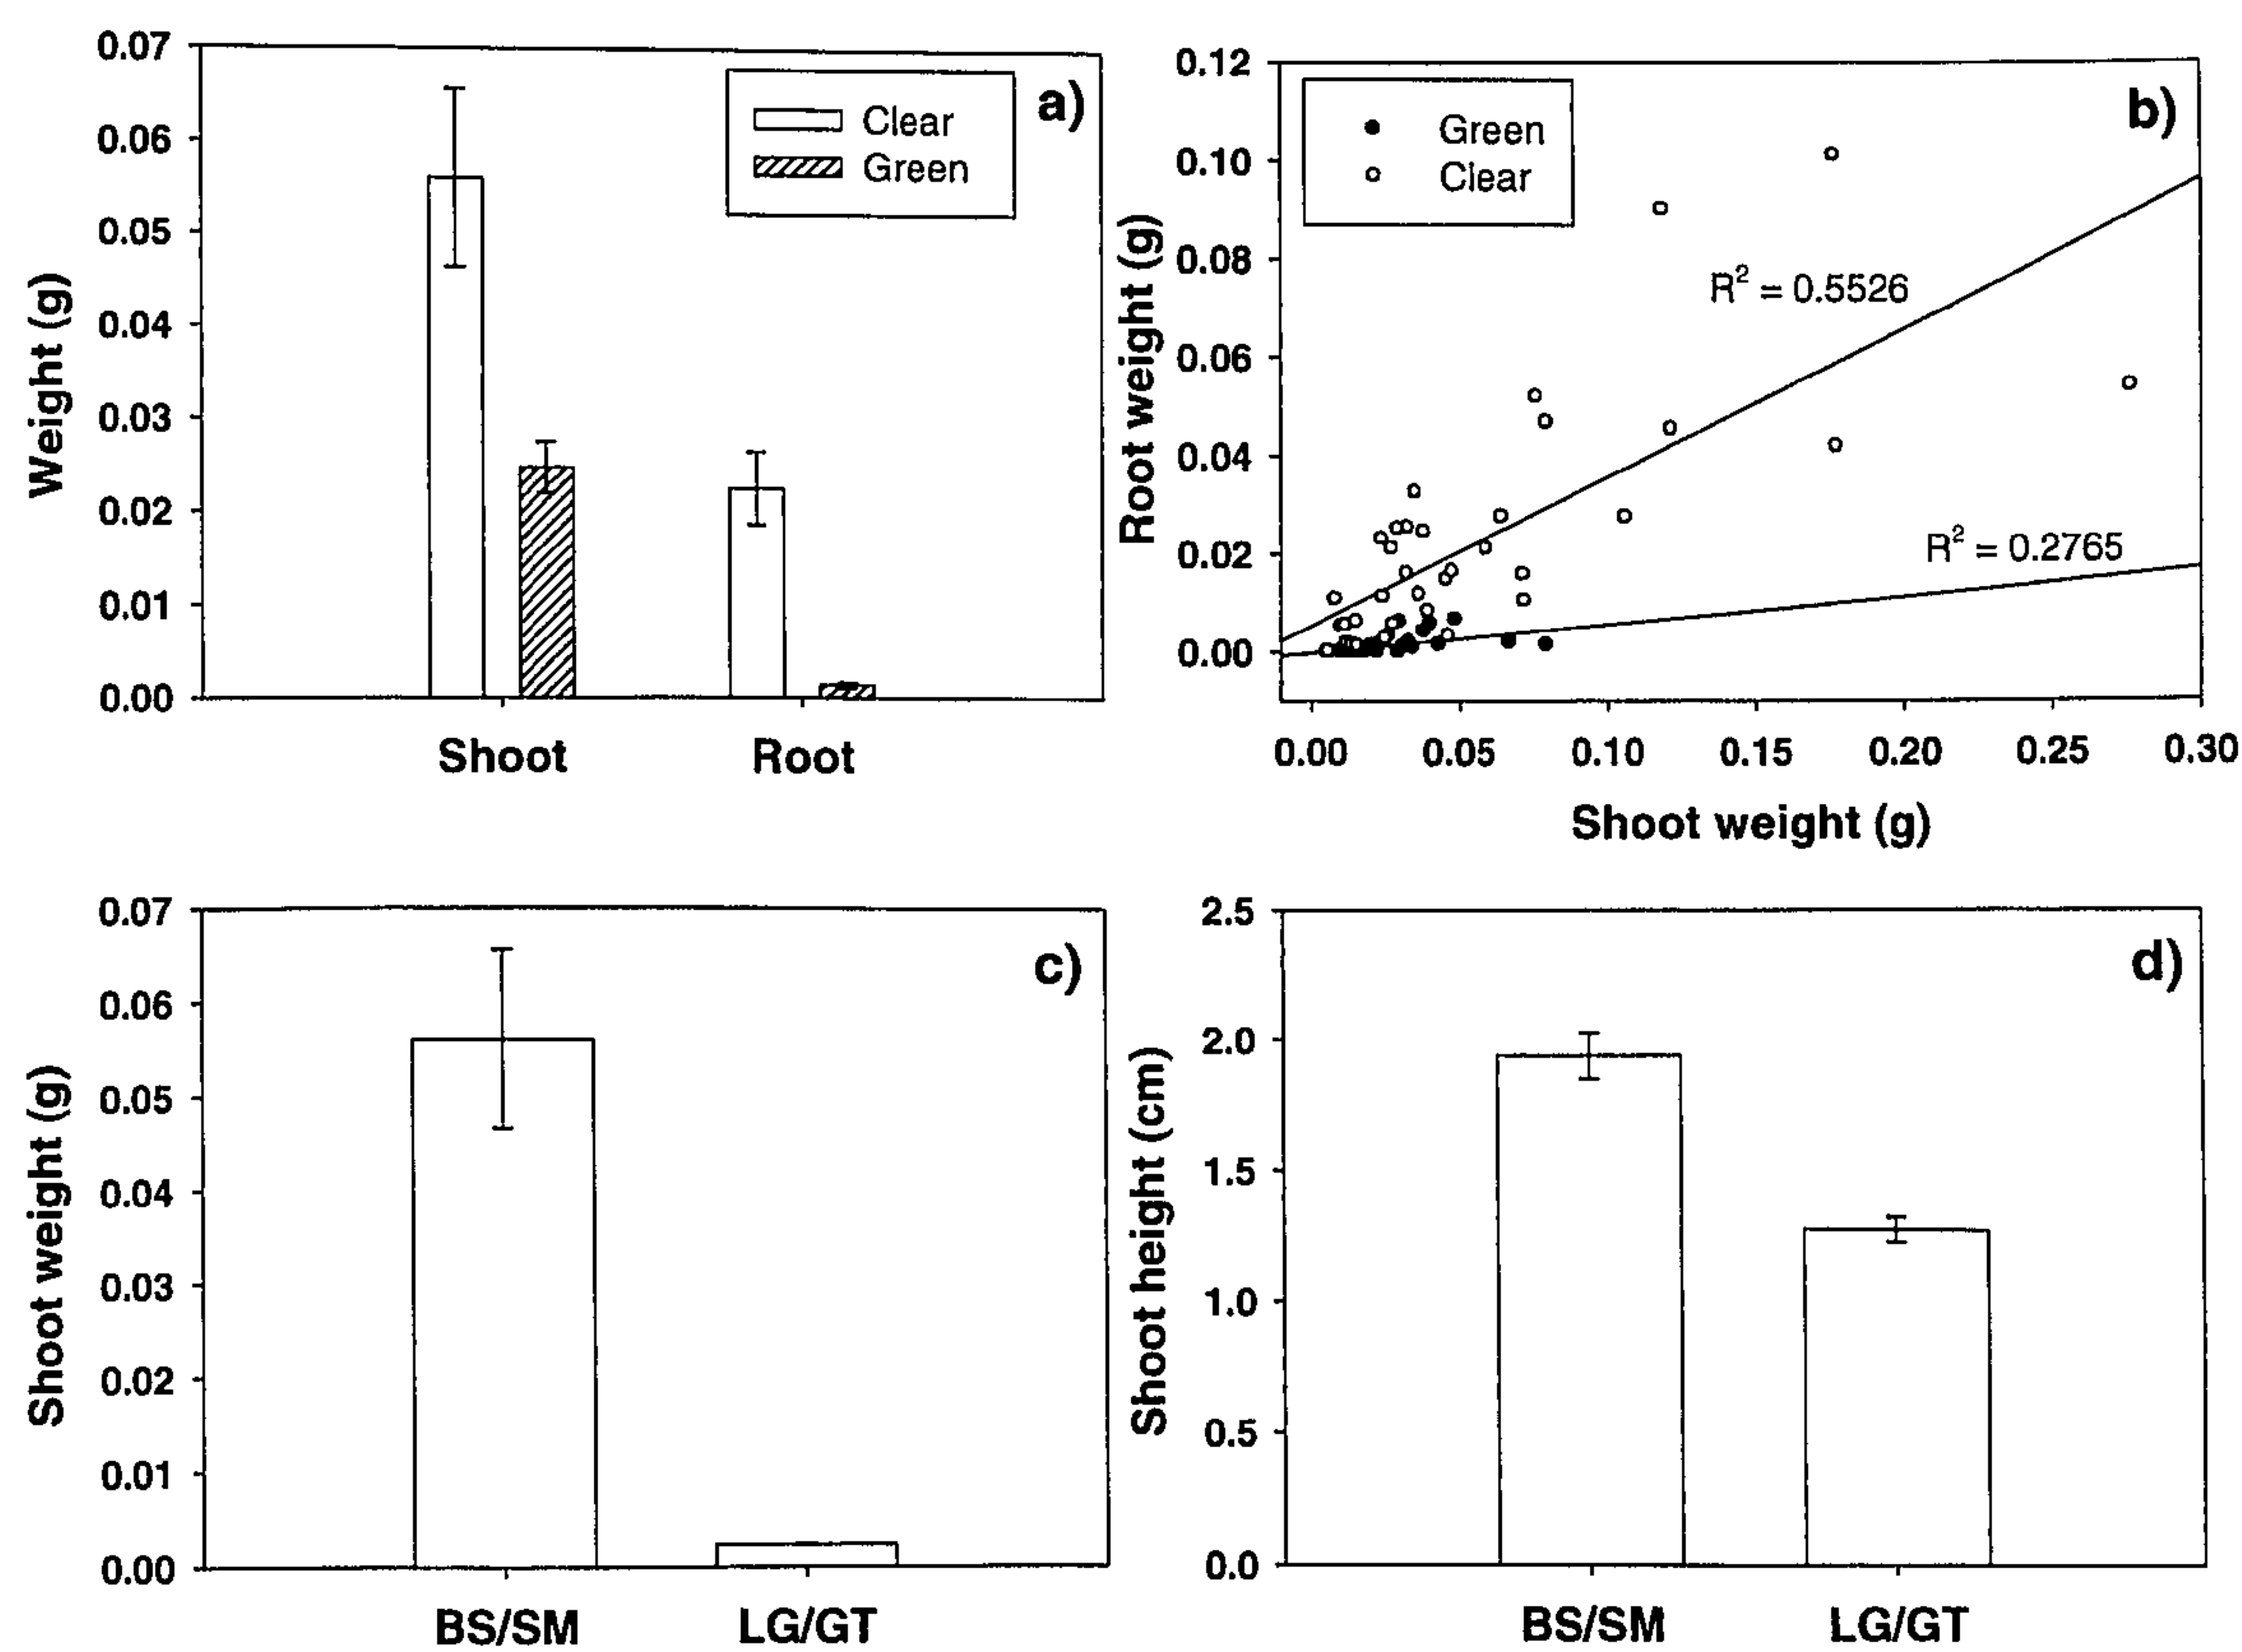 a)
Clear
Green
Weight (g)
0.07
0.06
0.05
0.04
0.03
0.02
0.01
0.00
Shoot Root
b)
Green
Clear
R² = 0.5526
R² = 0.2765
Root weight (g)
0.12
0.10
0.08
0.06
0.04
0.02
0.00
0.00 0.05 0.10 0.15 0.20 0.25 0.30
Shoot weight (g)
c)
Shoot weight (g)
0.07
0.06
0.05
0.04
0.03
0.02
0.01
0.00
BS/SM LG/GT
d)
Shoot height (cm)
2.5
2.0
1.5
1.0
0.5
0.0
BS/SM LG/GT